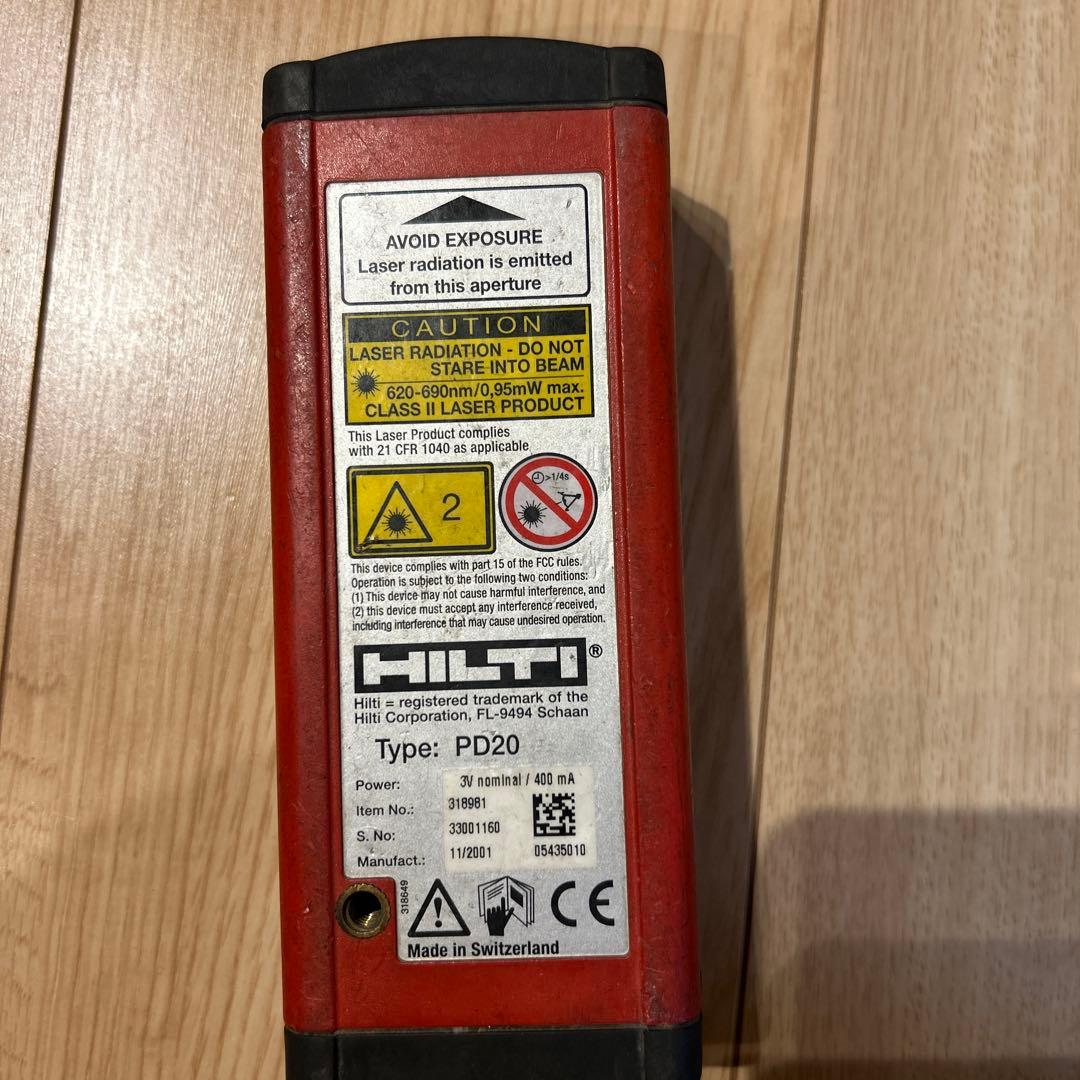 AVOID EXPOSURE
Laser radiation is emitted
from this aperture
CAUTION
LASER RADIATION - DO NOT
STARE INTO BEAM
620-690nm/0,95mW max.
CLASS II LASER PRODUCT
This Laser Product complies
with 21 CFR 1040 as applicable
2
>1/4s
This device complies with part 15 of the FCC rules.
Operation is subject to the following two conditions:
(1) This device may not cause harmful interference, and
(2) this device must accept any interference received,
including interference that may cause undesired operation.
HILTI ®
Hilti = registered trademark of the
Hilti Corporation, FL-9494 Schaan
Type: PD20
Power: 3V nominal / 400 mA
Item No.: 318981
S. No: 33001160
Manufact.: 11/2001 05435010
318649
CE
Made in Switzerland